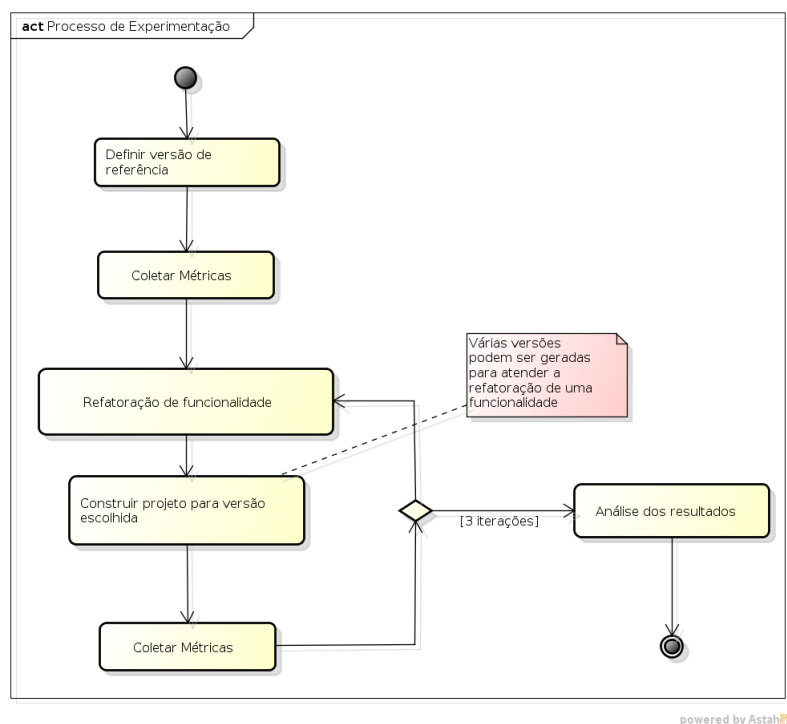 act Processo de Experimentação
Definir versão de
referência
Coletar Métricas
Várias versões
podem ser geradas
para atender a
refatoração de uma
funcionalidade
Refatoração de funcionalidade
Construir projeto para versão
escolhida
[3 iterações]
Análise dos resultados
Coletar Métricas
powered by Astah